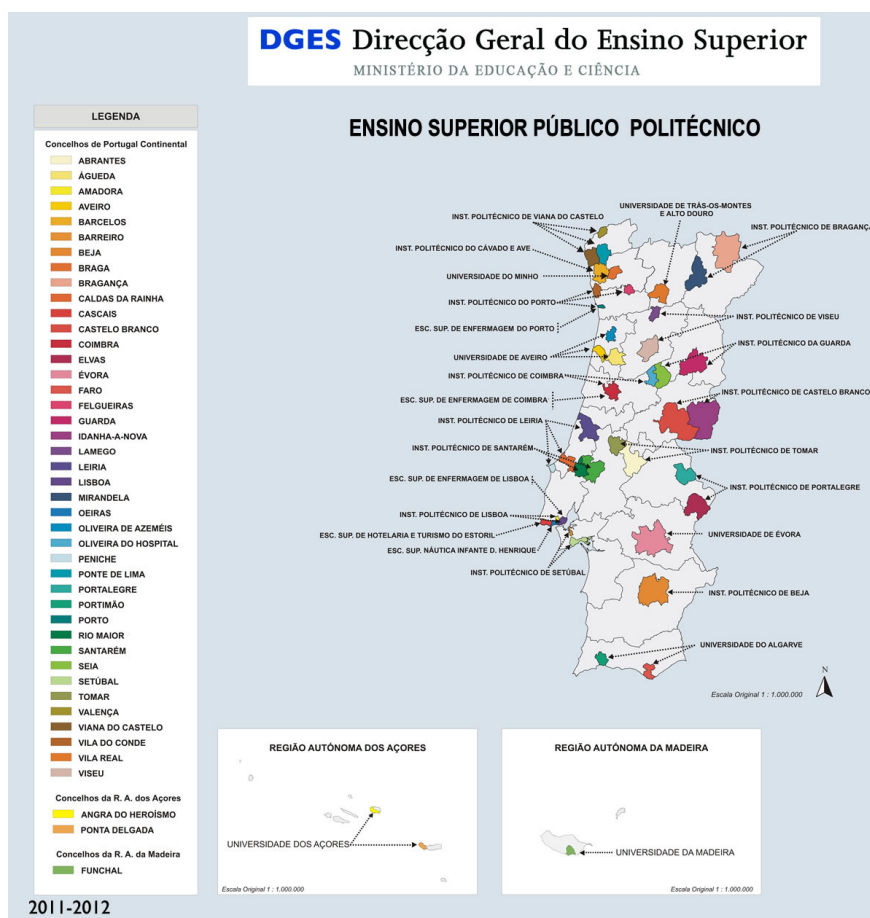 DGES Direcção Geral do Ensino Superior
MINISTÉRIO DA EDUCAÇÃO E CIÊNCIA
ENSINO SUPERIOR PÚBLICO POLITÉCNICO
LEGENDA
Concelhos de Portugal Continental
ABRANTES
ÁGUEDA
AMADORA
AVEIRO
BARCELOS
BARREIRO
BEJA
BRAGA
BRAGANÇA
CALDAS DA RAINHA
CASCAIS
CASTELO BRANCO
COIMBRA
ELVAS
ÉVORA
FARO
FELGUEIRAS
GUARDA
IDANHA-A-NOVA
LAMEGO
LEIRIA
LISBOA
MIRANDELA
OEIRAS
OLIVEIRA DE AZEMÉIS
OLIVEIRA DO HOSPITAL
PENICHE
PONTE DE LIMA
PORTALEGRE
PORTIMÃO
PORTO
RIO MAIOR
SANTARÉM
SEIA
SETÚBAL
TOMAR
VALENÇA
VIANA DO CASTELO
VILA DO CONDE
VILA REAL
VISEU
Concelhos da R. A. dos Açores
ANGRA DO HEROÍSMO
PONTA DELGADA
Concelhos da R. A. da Madeira
FUNCHAL
2011-2012
INST. POLITÉCNICO DE VIANA DO CASTELO
INST. POLITÉCNICO DO CÁVADO E AVE
UNIVERSIDADE DO MINHO
INST. POLITÉCNICO DO PORTO
ESC. SUP. DE ENFERMAGEM DO PORTO
UNIVERSIDADE DE AVEIRO
INST. POLITÉCNICO DE COIMBRA
ESC. SUP. DE ENFERMAGEM DE COIMBRA
INST. POLITÉCNICO DE LEIRIA
INST. POLITÉCNICO DE SANTARÉM
ESC. SUP. DE ENFERMAGEM DE LISBOA
INST. POLITÉCNICO DE LISBOA
ESC. SUP. DE HOTELARIA E TURISMO DO ESTORIL
ESC. SUP. NÁUTICA INFANTE D. HENRIQUE
INST. POLITÉCNICO DE SETÚBAL
UNIVERSIDADE DE TRÁS-OS-MONTES
E ALTO DOURO
INST. POLITÉCNICO DE BRAGANÇA
INST. POLITÉCNICO DE VISEU
INST. POLITÉCNICO DA GUARDA
INST. POLITÉCNICO DE CASTELO BRANCO
INST. POLITÉCNICO DE TOMAR
INST. POLITÉCNICO DE PORTALEGRE
UNIVERSIDADE DE ÉVORA
INST. POLITÉCNICO DE BEJA
UNIVERSIDADE DO ALGARVE
N
Escala Original 1 : 1.000.000
REGIÃO AUTÓNOMA DOS AÇORES
UNIVERSIDADE DOS AÇORES
Escala Original 1 : 1.000.000
REGIÃO AUTÓNOMA DA MADEIRA
UNIVERSIDADE DA MADEIRA
Escala Original 1 : 1.000.000